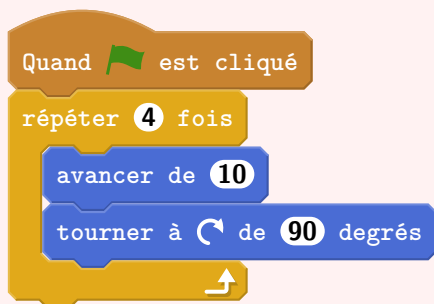 Quand est cliqué
répéter 4 fois
avancer de 10
tourner à de 90 degrés